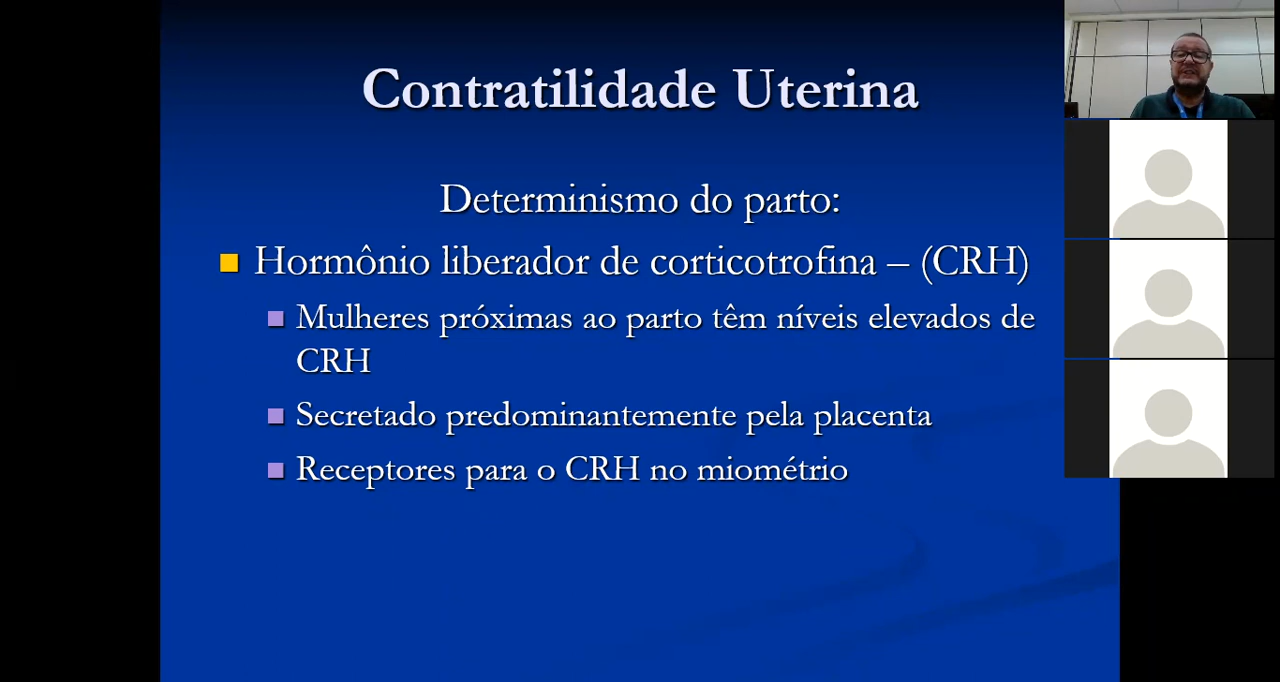 Contratilidade Uterina
Determinismo do parto:
Hormônio liberador de corticotrofina – (CRH)
Mulheres próximas ao parto têm níveis elevados de
CRH
Secretado predominantemente pela placenta
Receptores para o CRH no miométrio